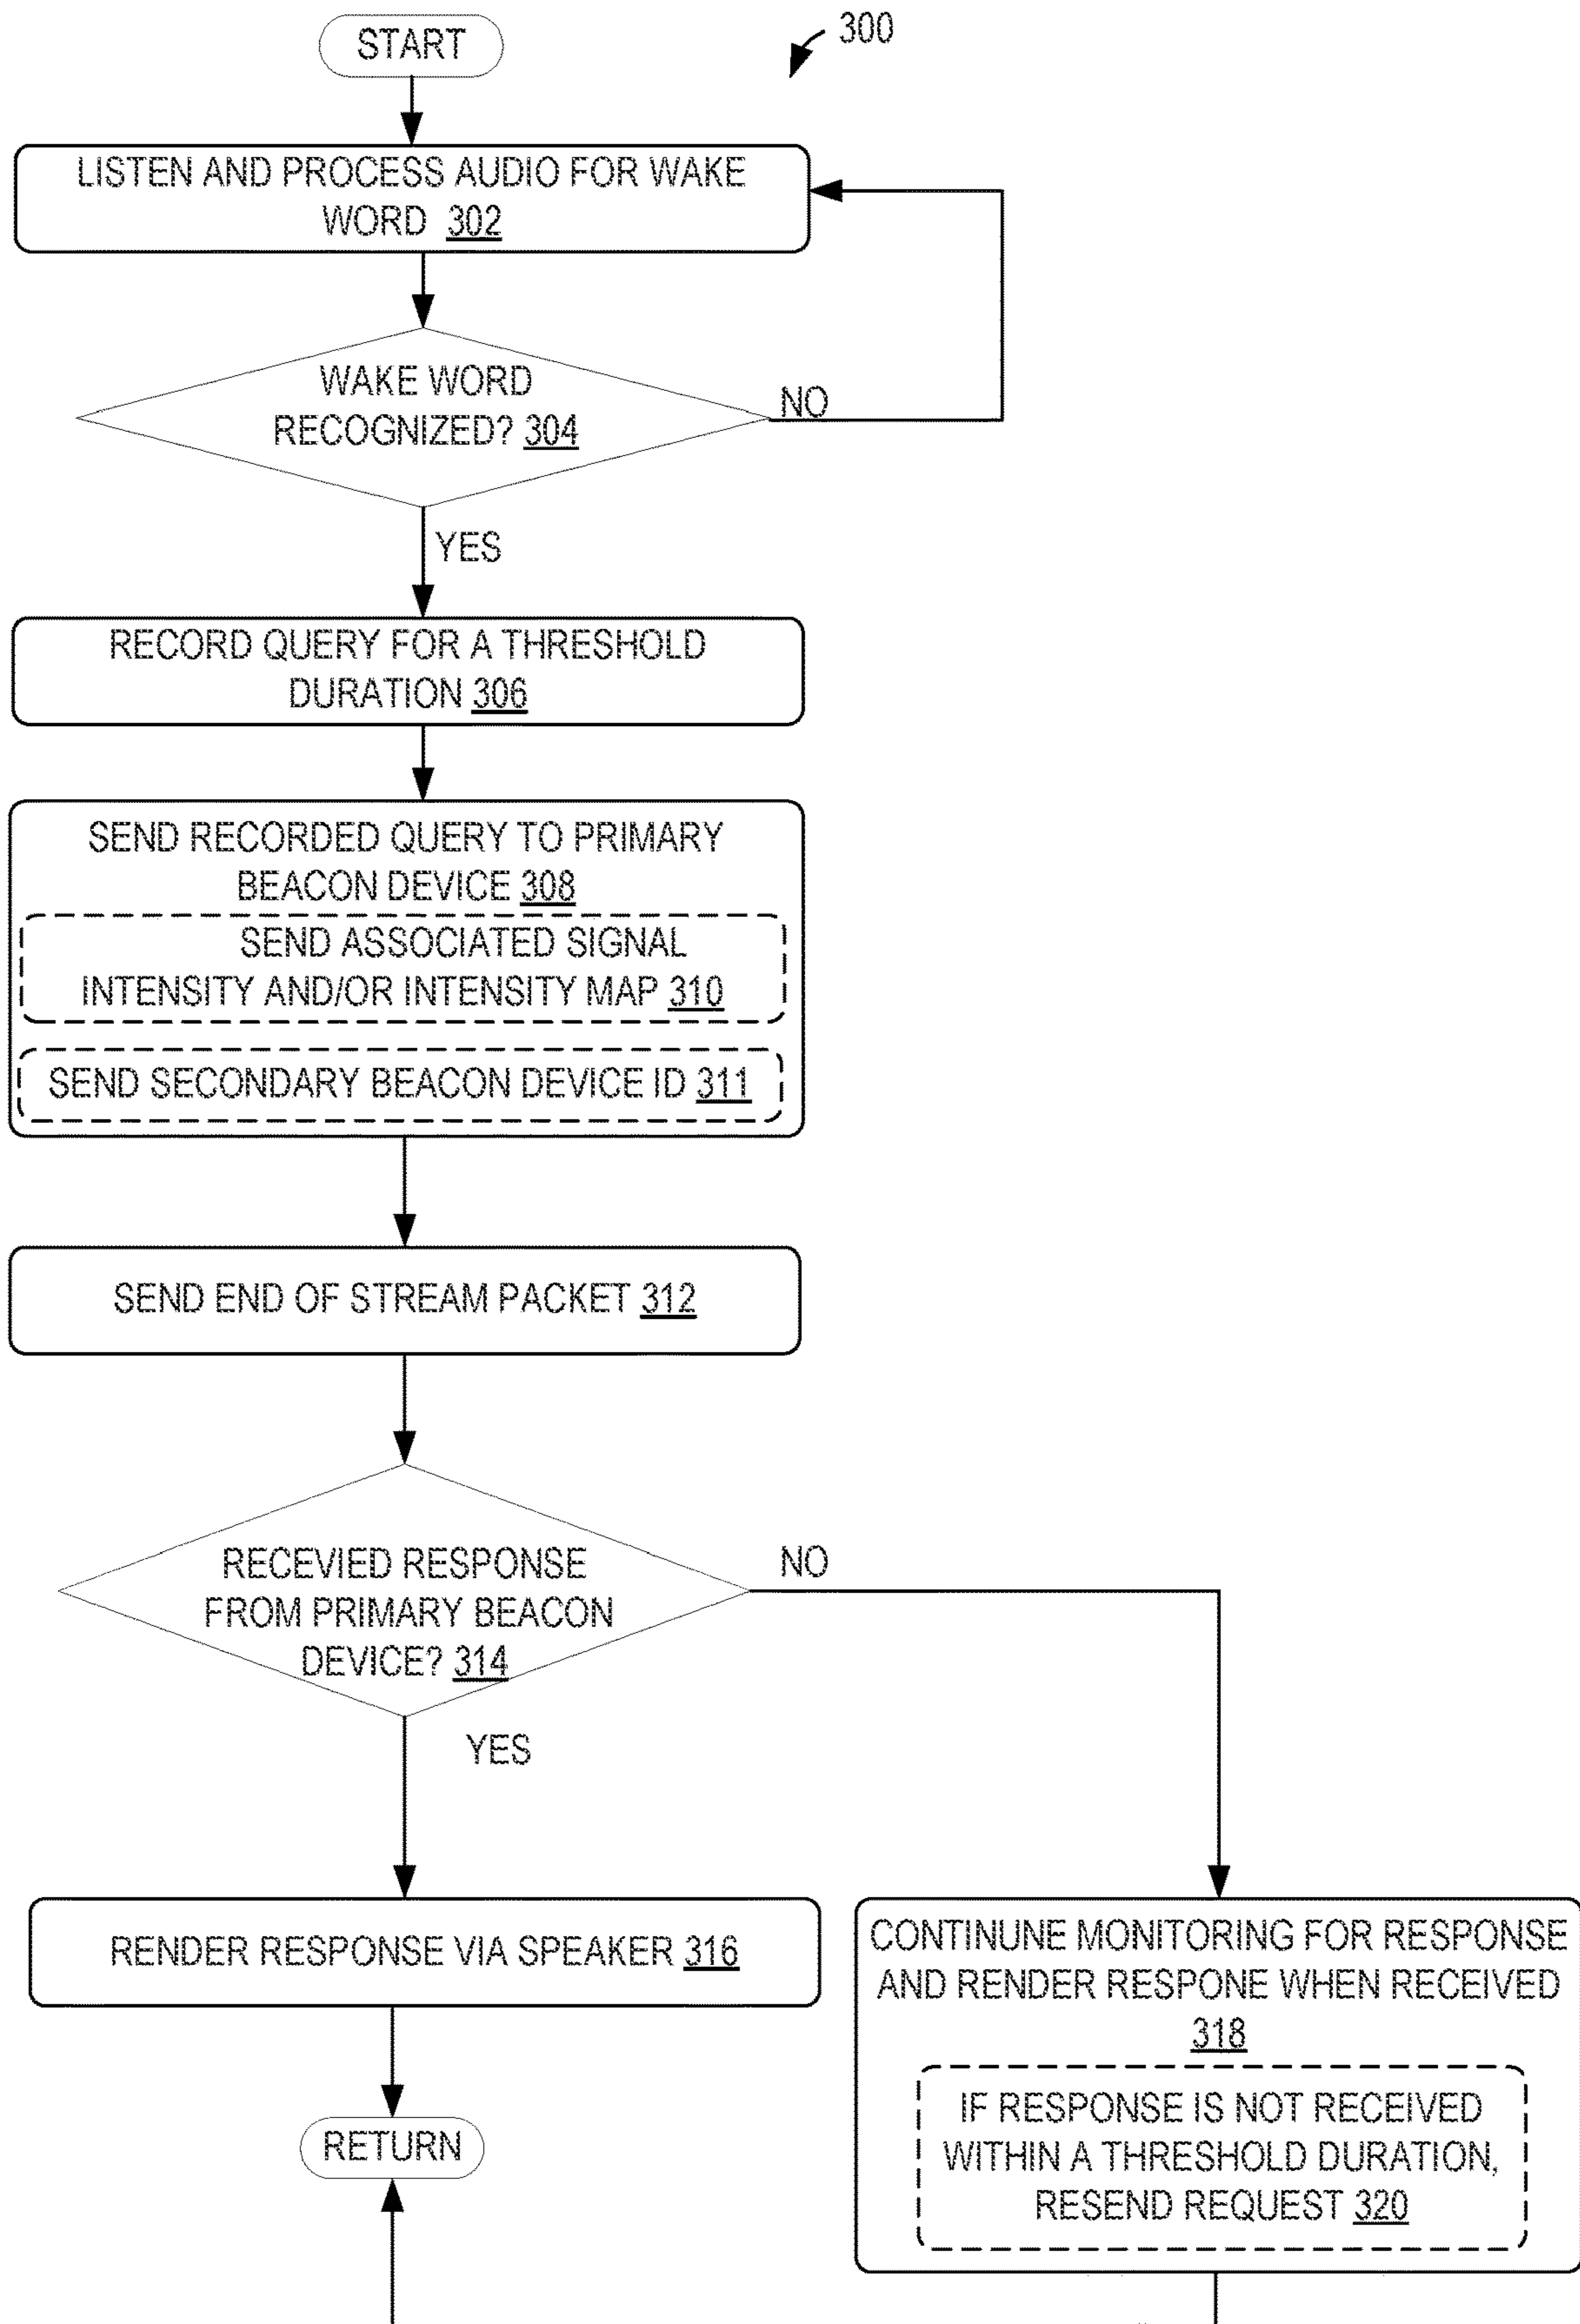 START
300
LISTEN AND PROCESS AUDIO FOR WAKE
WORD 302
WAKE WORD
RECOGNIZED? 304
NO
YES
RECORD QUERY FOR A THRESHOLD
DURATION 306
SEND RECORDED QUERY TO PRIMARY
BEACON DEVICE 308
SEND ASSOCIATED SIGNAL
INTENSITY AND/OR INTENSITY MAP 310
SEND SECONDARY BEACON DEVICE ID 311
SEND END OF STREAM PACKET 312
RECEVIED RESPONSE
FROM PRIMARY BEACON
DEVICE? 314
NO
YES
RENDER RESPONSE VIA SPEAKER 316
CONTINUNE MONITORING FOR RESPONSE
AND RENDER RESPONE WHEN RECEIVED
318
IF RESPONSE IS NOT RECEIVED
WITHIN A THRESHOLD DURATION,
RESEND REQUEST 320
RETURN